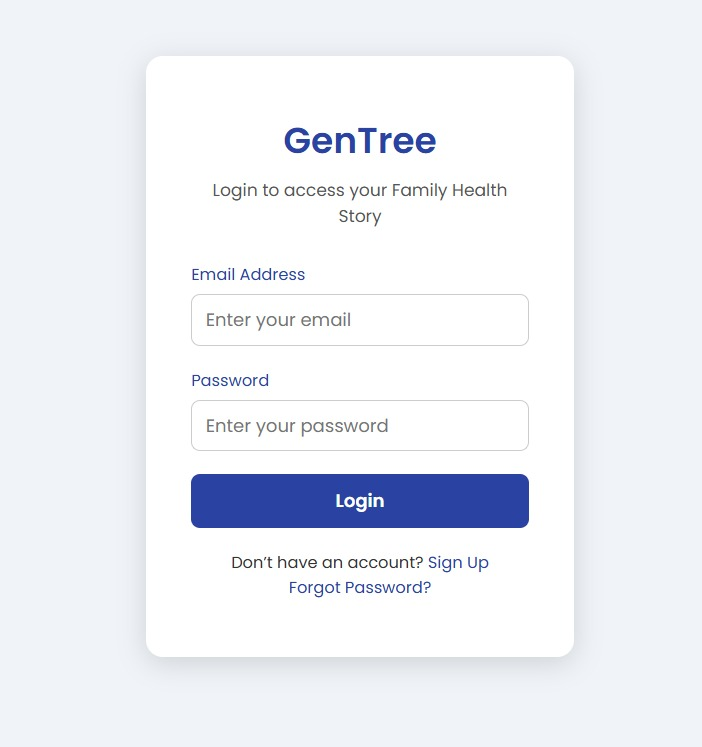 GenTree
Login to access your Family Health
Story
Email Address
Enter your email
Password
Enter your password
Login
Don’t have an account? Sign Up
Forgot Password?